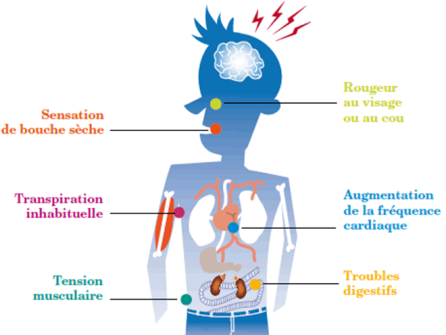 Rougeur
au visage
ou au cou
Sensation
de bouche sèche
Transpiration
inhabituelle
Augmentation
de la fréquence
cardiaque
Tension
musculaire
Troubles
digestifs